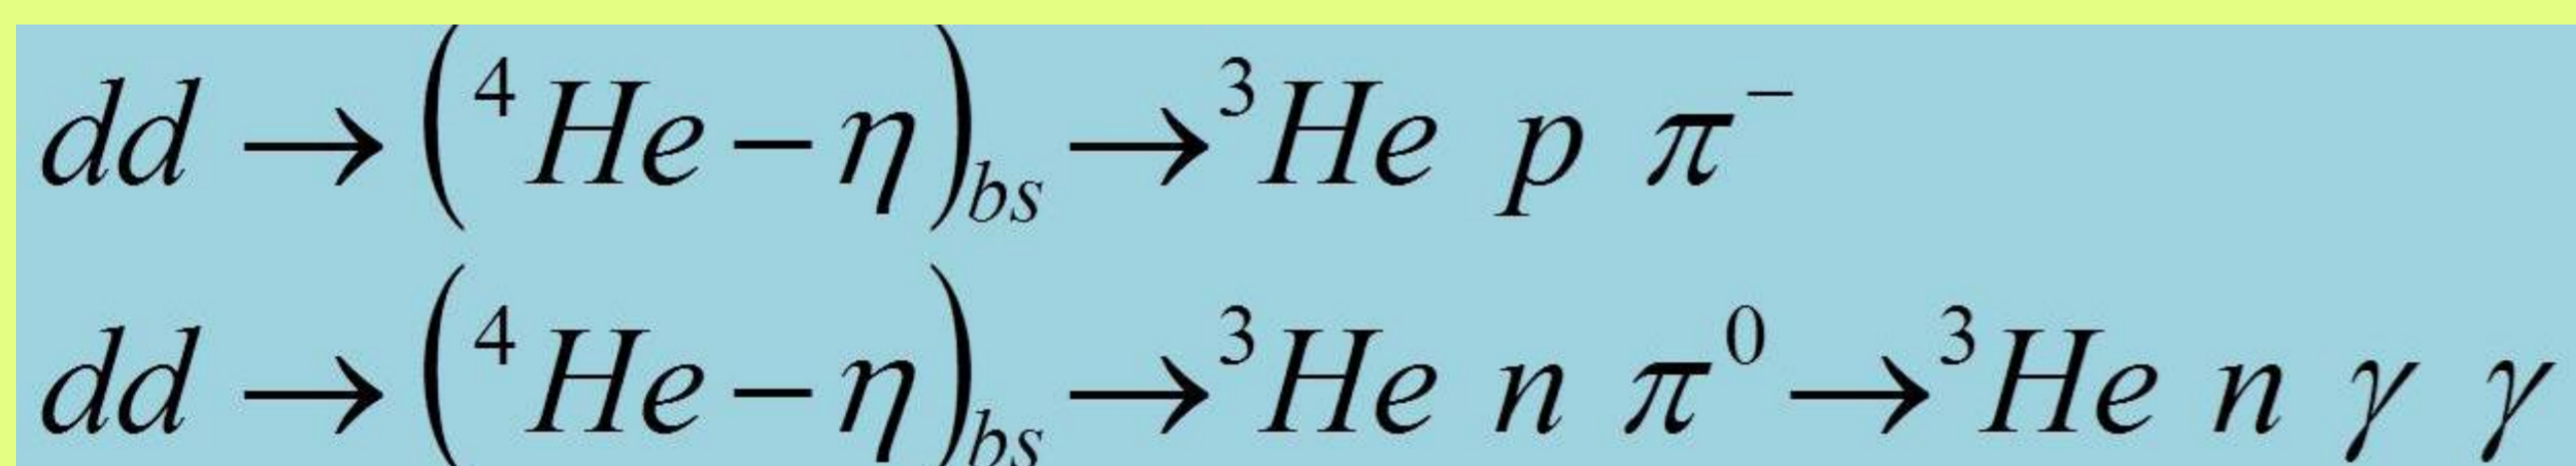 dd → (⁴He − η)bs → ³He p π⁻
dd → (⁴He − η)bs → ³He n π⁰ → ³He n γ γ